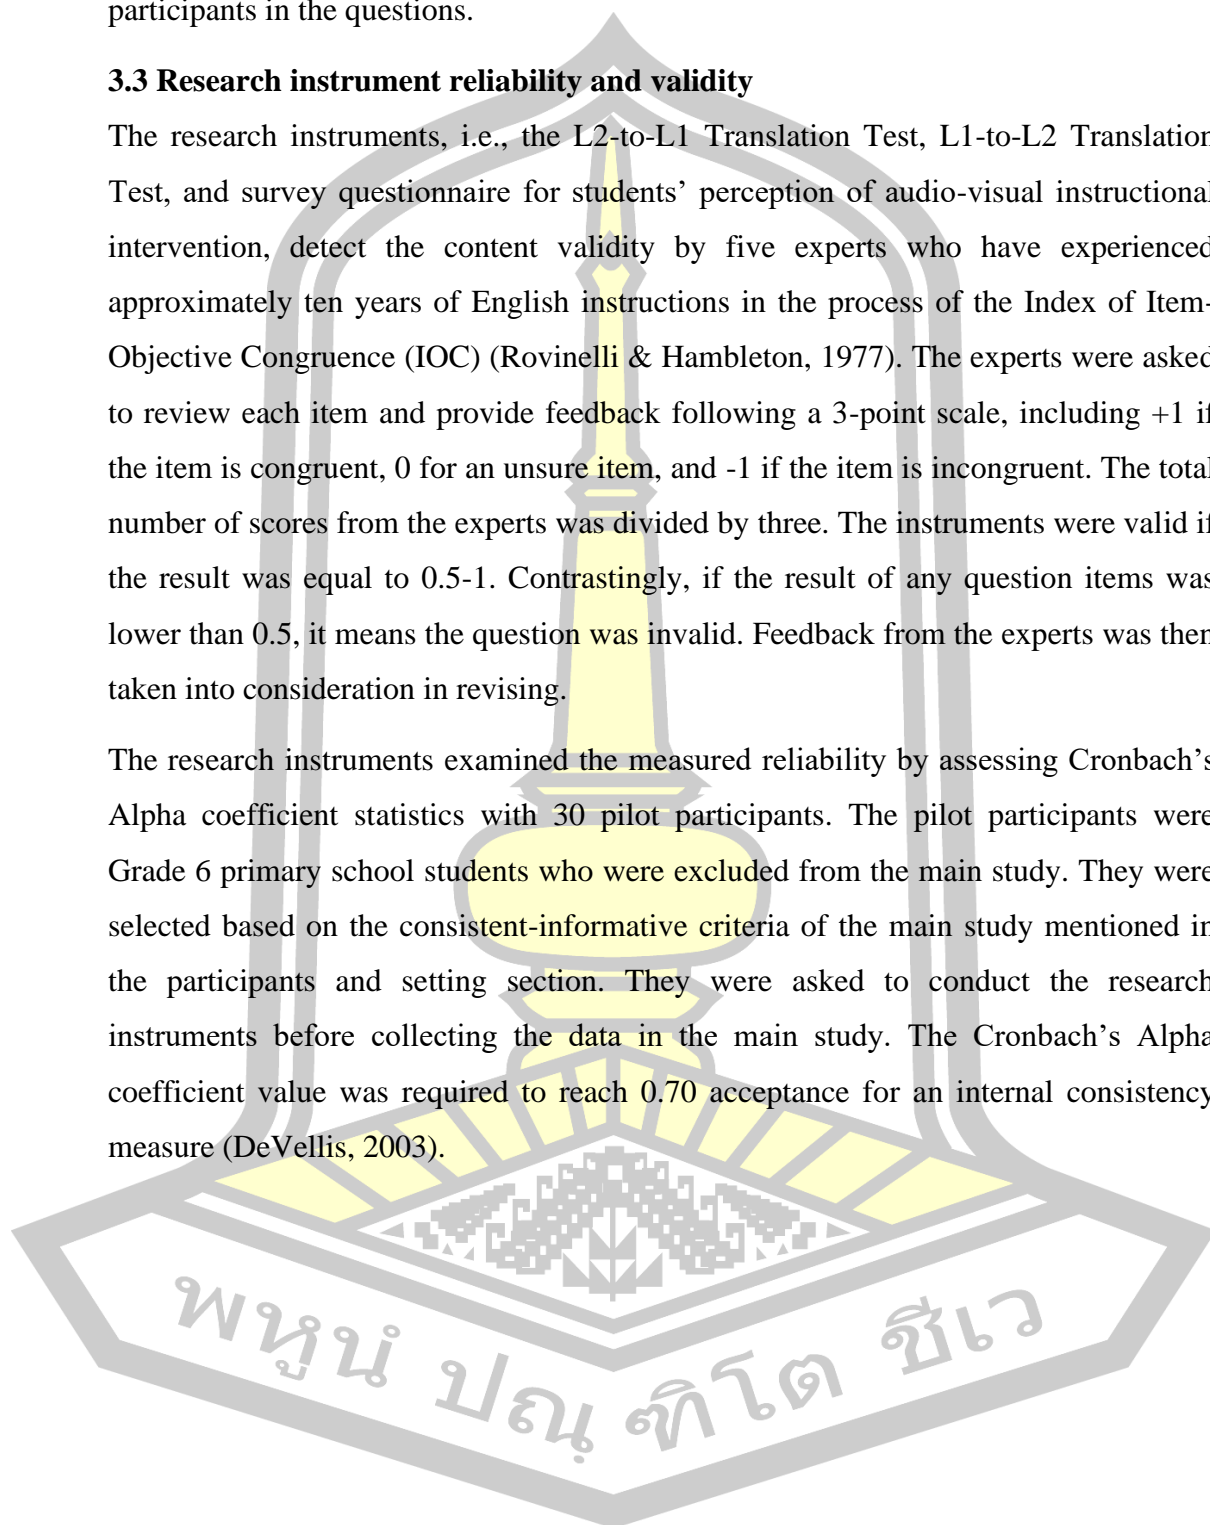 participants in the questions.
3.3 Research instrument reliability and validity
The research instruments, i.e., the L2-to-L1 Translation Test, L1-to-L2 Translation
Test, and survey questionnaire for students’ perception of audio-visual instructional
intervention, detect the content validity by five experts who have experienced
approximately ten years of English instructions in the process of the Index of Item-
Objective Congruence (IOC) (Rovinelli & Hambleton, 1977). The experts were asked
to review each item and provide feedback following a 3-point scale, including +1 if
the item is congruent, 0 for an unsure item, and -1 if the item is incongruent. The total
number of scores from the experts was divided by three. The instruments were valid if
the result was equal to 0.5-1. Contrastingly, if the result of any question items was
lower than 0.5, it means the question was invalid. Feedback from the experts was then
taken into consideration in revising.
The research instruments examined the measured reliability by assessing Cronbach’s
Alpha coefficient statistics with 30 pilot participants. The pilot participants were
Grade 6 primary school students who were excluded from the main study. They were
selected based on the consistent-informative criteria of the main study mentioned in
the participants and setting section. They were asked to conduct the research
instruments before collecting the data in the main study. The Cronbach’s Alpha
coefficient value was required to reach 0.70 acceptance for an internal consistency
measure (DeVellis, 2003).
พหูนํ ปณฺฑิโต ชีเว